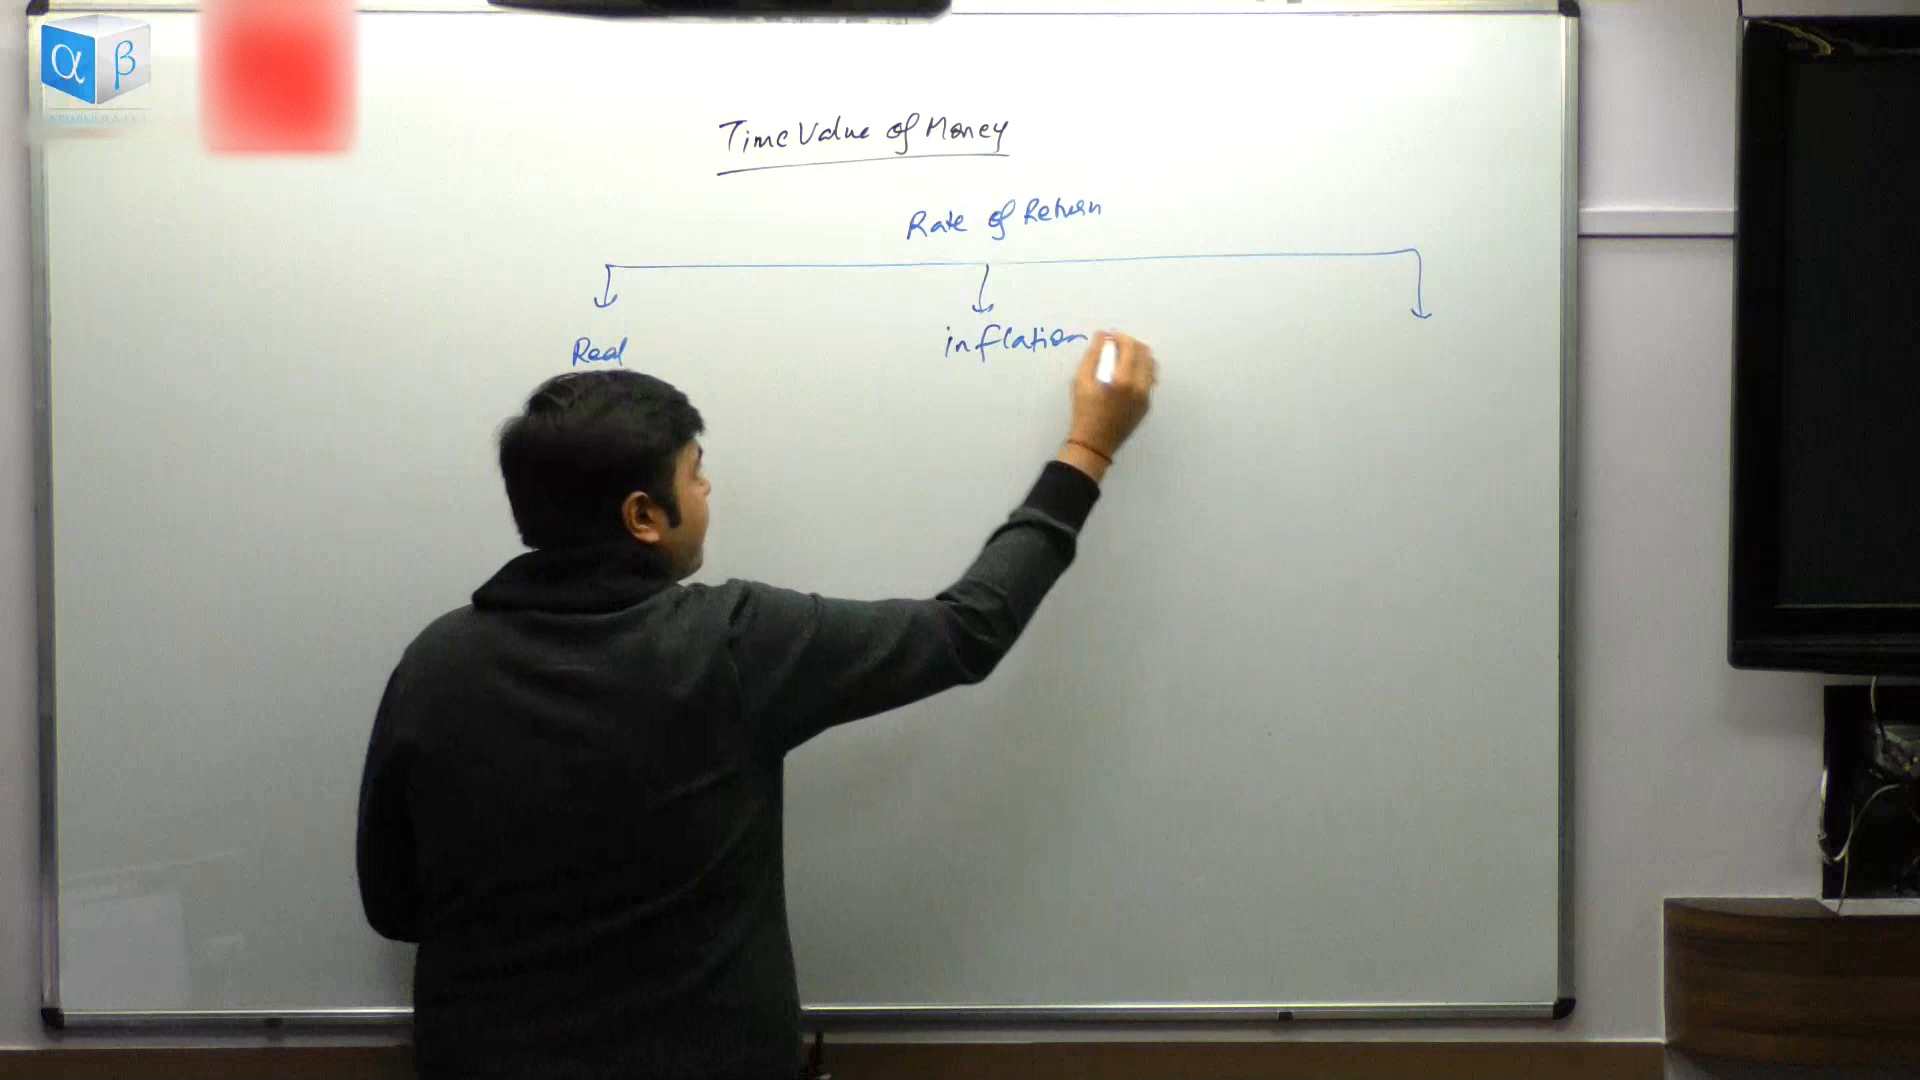 α β
Time Value of Money
Rate of Return
Real
inflation